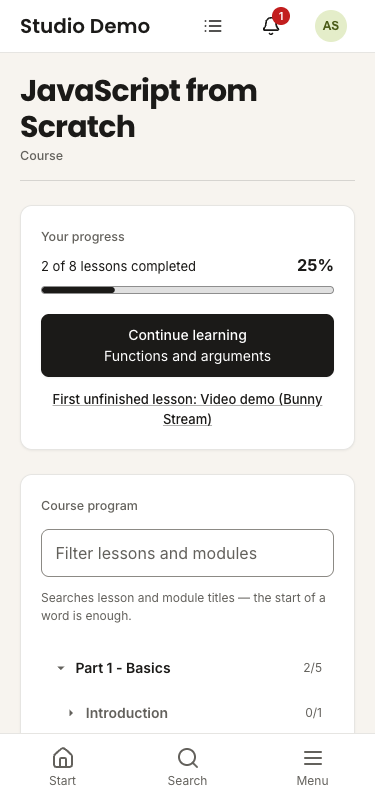 Studio Demo
1
AS
JavaScript from
Scratch
Course
Your progress
2 of 8 lessons completed
25%
Continue learning
Functions and arguments
First unfinished lesson: Video demo (Bunny
Stream)
Course program
Filter lessons and modules
Searches lesson and module titles — the start of a
word is enough.
Part 1 - Basics
2/5
Introduction
0/1
Start
Search
Menu